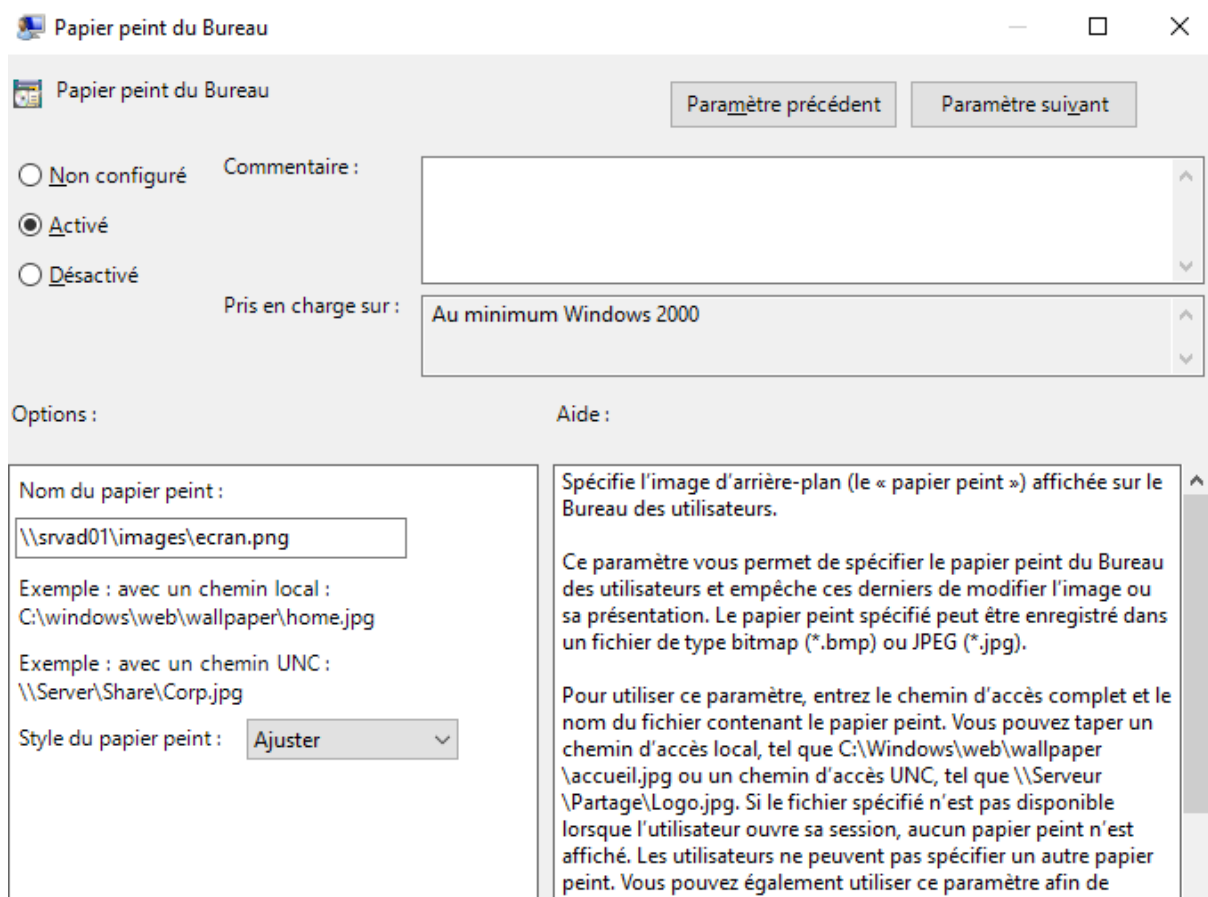 Papier peint du Bureau
Papier peint du Bureau
Paramètre précédent
Paramètre suivant
Non configuré
Commentaire :
Activé
Désactivé
Pris en charge sur :
Au minimum Windows 2000
Options :
Aide :
Nom du papier peint :
\\srvad01\images\ecran.png
Exemple : avec un chemin local :
C:\windows\web\wallpaper\home.jpg
Exemple : avec un chemin UNC :
\\Server\Share\Corp.jpg
Style du papier peint :
Ajuster
Spécifie l’image d’arrière-plan (le « papier peint ») affichée sur le
Bureau des utilisateurs.
Ce paramètre vous permet de spécifier le papier peint du Bureau
des utilisateurs et empêche ces derniers de modifier l’image ou
sa présentation. Le papier peint spécifié peut être enregistré dans
un fichier de type bitmap (*.bmp) ou JPEG (*.jpg).
Pour utiliser ce paramètre, entrez le chemin d’accès complet et le
nom du fichier contenant le papier peint. Vous pouvez taper un
chemin d’accès local, tel que C:\Windows\web\wallpaper
\accueil.jpg ou un chemin d’accès UNC, tel que \\Serveur
\Partage\Logo.jpg. Si le fichier spécifié n’est pas disponible
lorsque l’utilisateur ouvre sa session, aucun papier peint n’est
affiché. Les utilisateurs ne peuvent pas spécifier un autre papier
peint. Vous pouvez également utiliser ce paramètre afin de